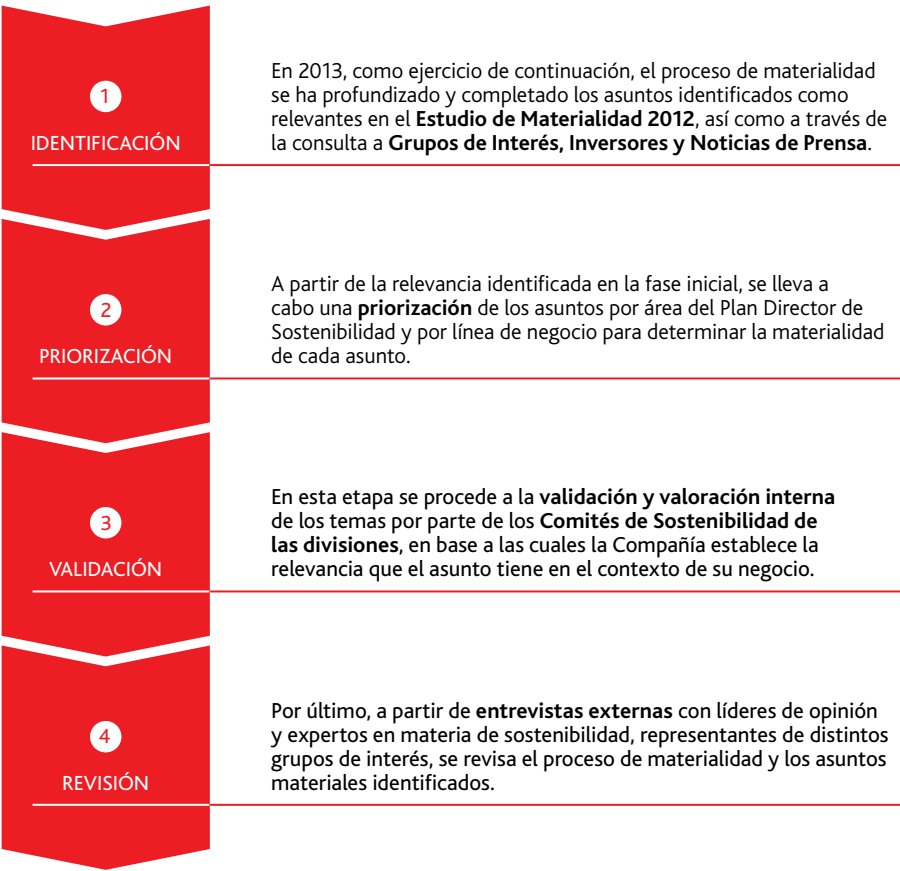 1
IDENTIFICACIÓN
En 2013, como ejercicio de continuación, el proceso de materialidad
se ha profundizado y completado los asuntos identificados como
relevantes en el Estudio de Materialidad 2012, así como a través de
la consulta a Grupos de Interés, Inversores y Noticias de Prensa.
2
PRIORIZACIÓN
A partir de la relevancia identificada en la fase inicial, se lleva a
cabo una priorización de los asuntos por área del Plan Director de
Sostenibilidad y por línea de negocio para determinar la materialidad
de cada asunto.
3
VALIDACIÓN
En esta etapa se procede a la validación y valoración interna
de los temas por parte de los Comités de Sostenibilidad de
las divisiones, en base a las cuales la Compañía establece la
relevancia que el asunto tiene en el contexto de su negocio.
4
REVISIÓN
Por último, a partir de entrevistas externas con líderes de opinión
y expertos en materia de sostenibilidad, representantes de distintos
grupos de interés, se revisa el proceso de materialidad y los asuntos
materiales identificados.